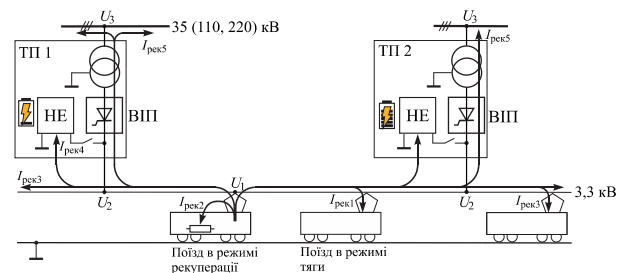 U3
35 (110, 220) кВ
U3
Iрек5
Iрек5
ТП 1
ТП 2
НЕ
ВІП
НЕ
ВІП
Iрек4
Iрек3
U2
U1
U2
3,3 кВ
Iрек2
Iрек1
Iрек3
Поїзд в режимі
рекуперації
Поїзд в режимі
тяги